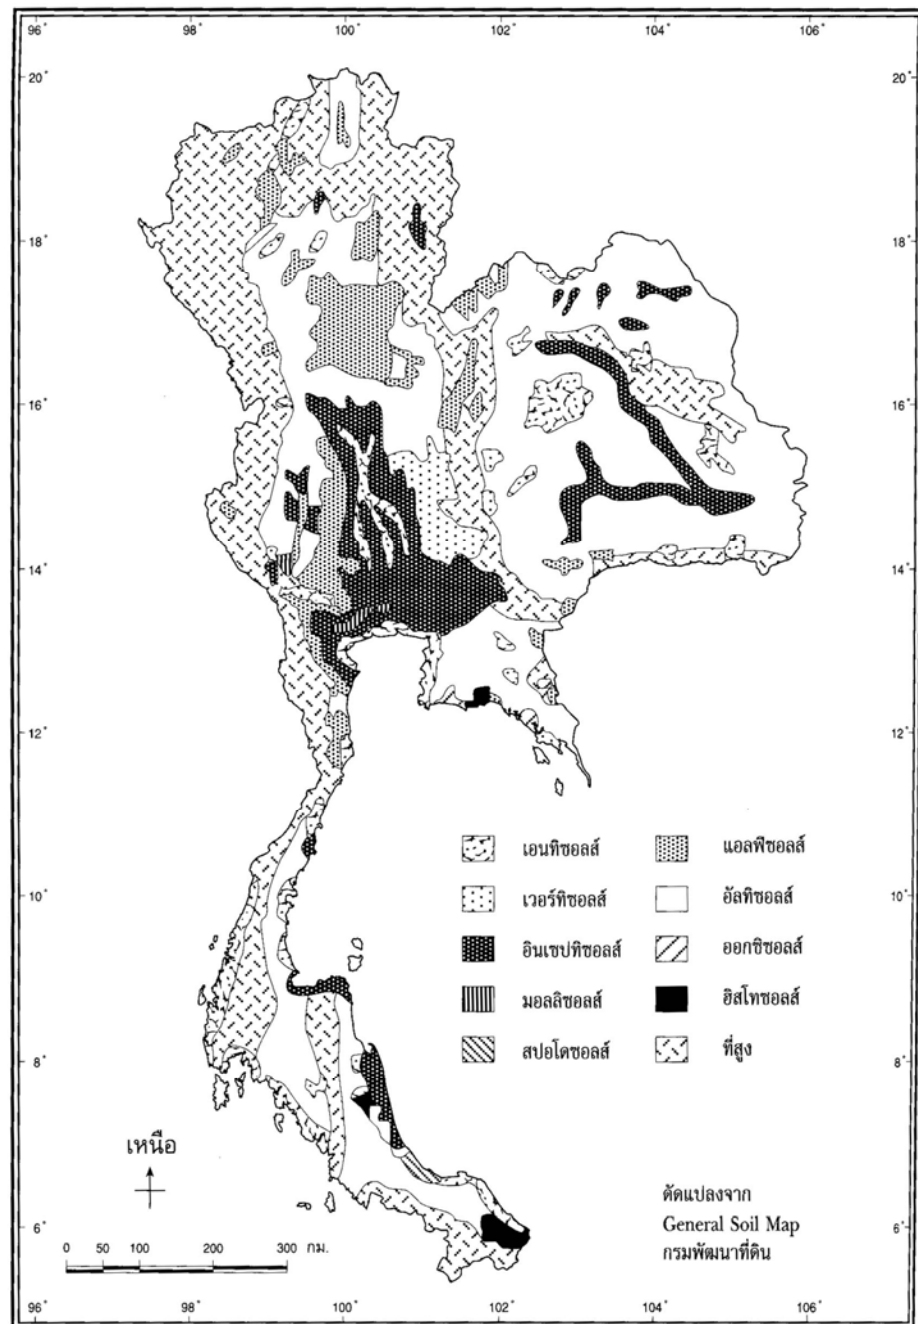 96° 98° 100° 102° 104° 106°
20° 20°
18° 18°
16° 16°
14° 14°
12° 12°
เอนทิซอลส์ แอลฟีซอลส์
10° 10°
เวอร์ทิซอลส์ อัลทิซอลส์
อินเซปทิซอลส์ ออกซิซอลส์
มอลลิซอลส์ ฮิสโทซอลส์
8° 8°
สปอโดซอลส์ ที่สูง
เหนือ
ดัดแปลงจาก
6° General Soil Map 6°
0 50 100 200 300 กม. กรมพัฒนาที่ดิน
96° 98° 100° 102° 104° 106°